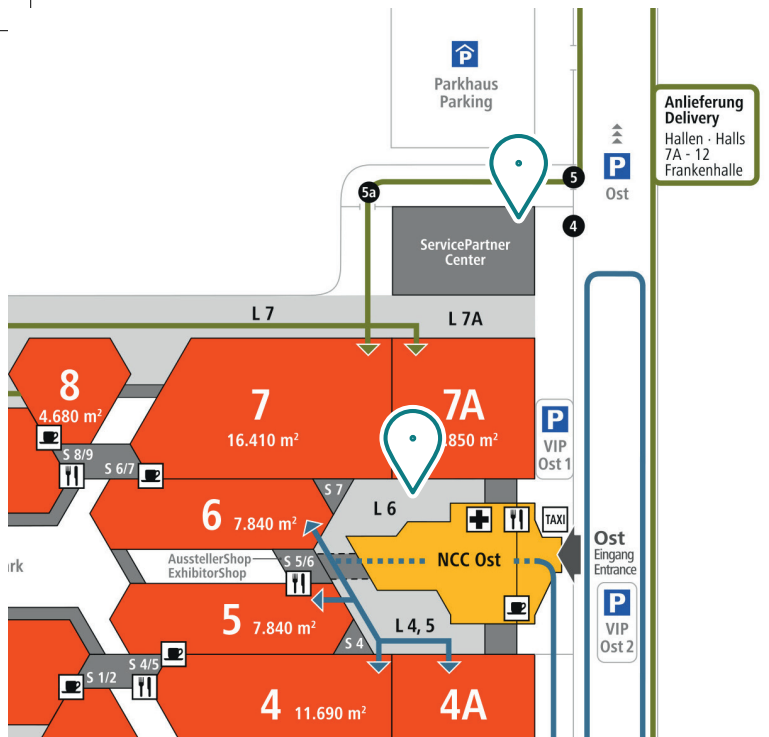 P
Parkhaus
Parking
Anlieferung
Delivery
Hallen · Halls
7A - 12
Frankenhalle
P
Ost
5
5a
4
ServicePartner
Center
L 7
L 7A
8
4.680 m²
7
16.410 m²
7A
.850 m²
P
VIP
Ost 1
S 8/9
S 6/7
S 7
6
7.840 m²
L 6
TAXI
Ost
Eingang
Entrance
AusstellerShop
ExhibitorShop
S 5/6
NCC Ost
ark
5
7.840 m²
L 4, 5
S 4
P
VIP
Ost 2
S 4/5
S 1/2
4
11.690 m²
4A